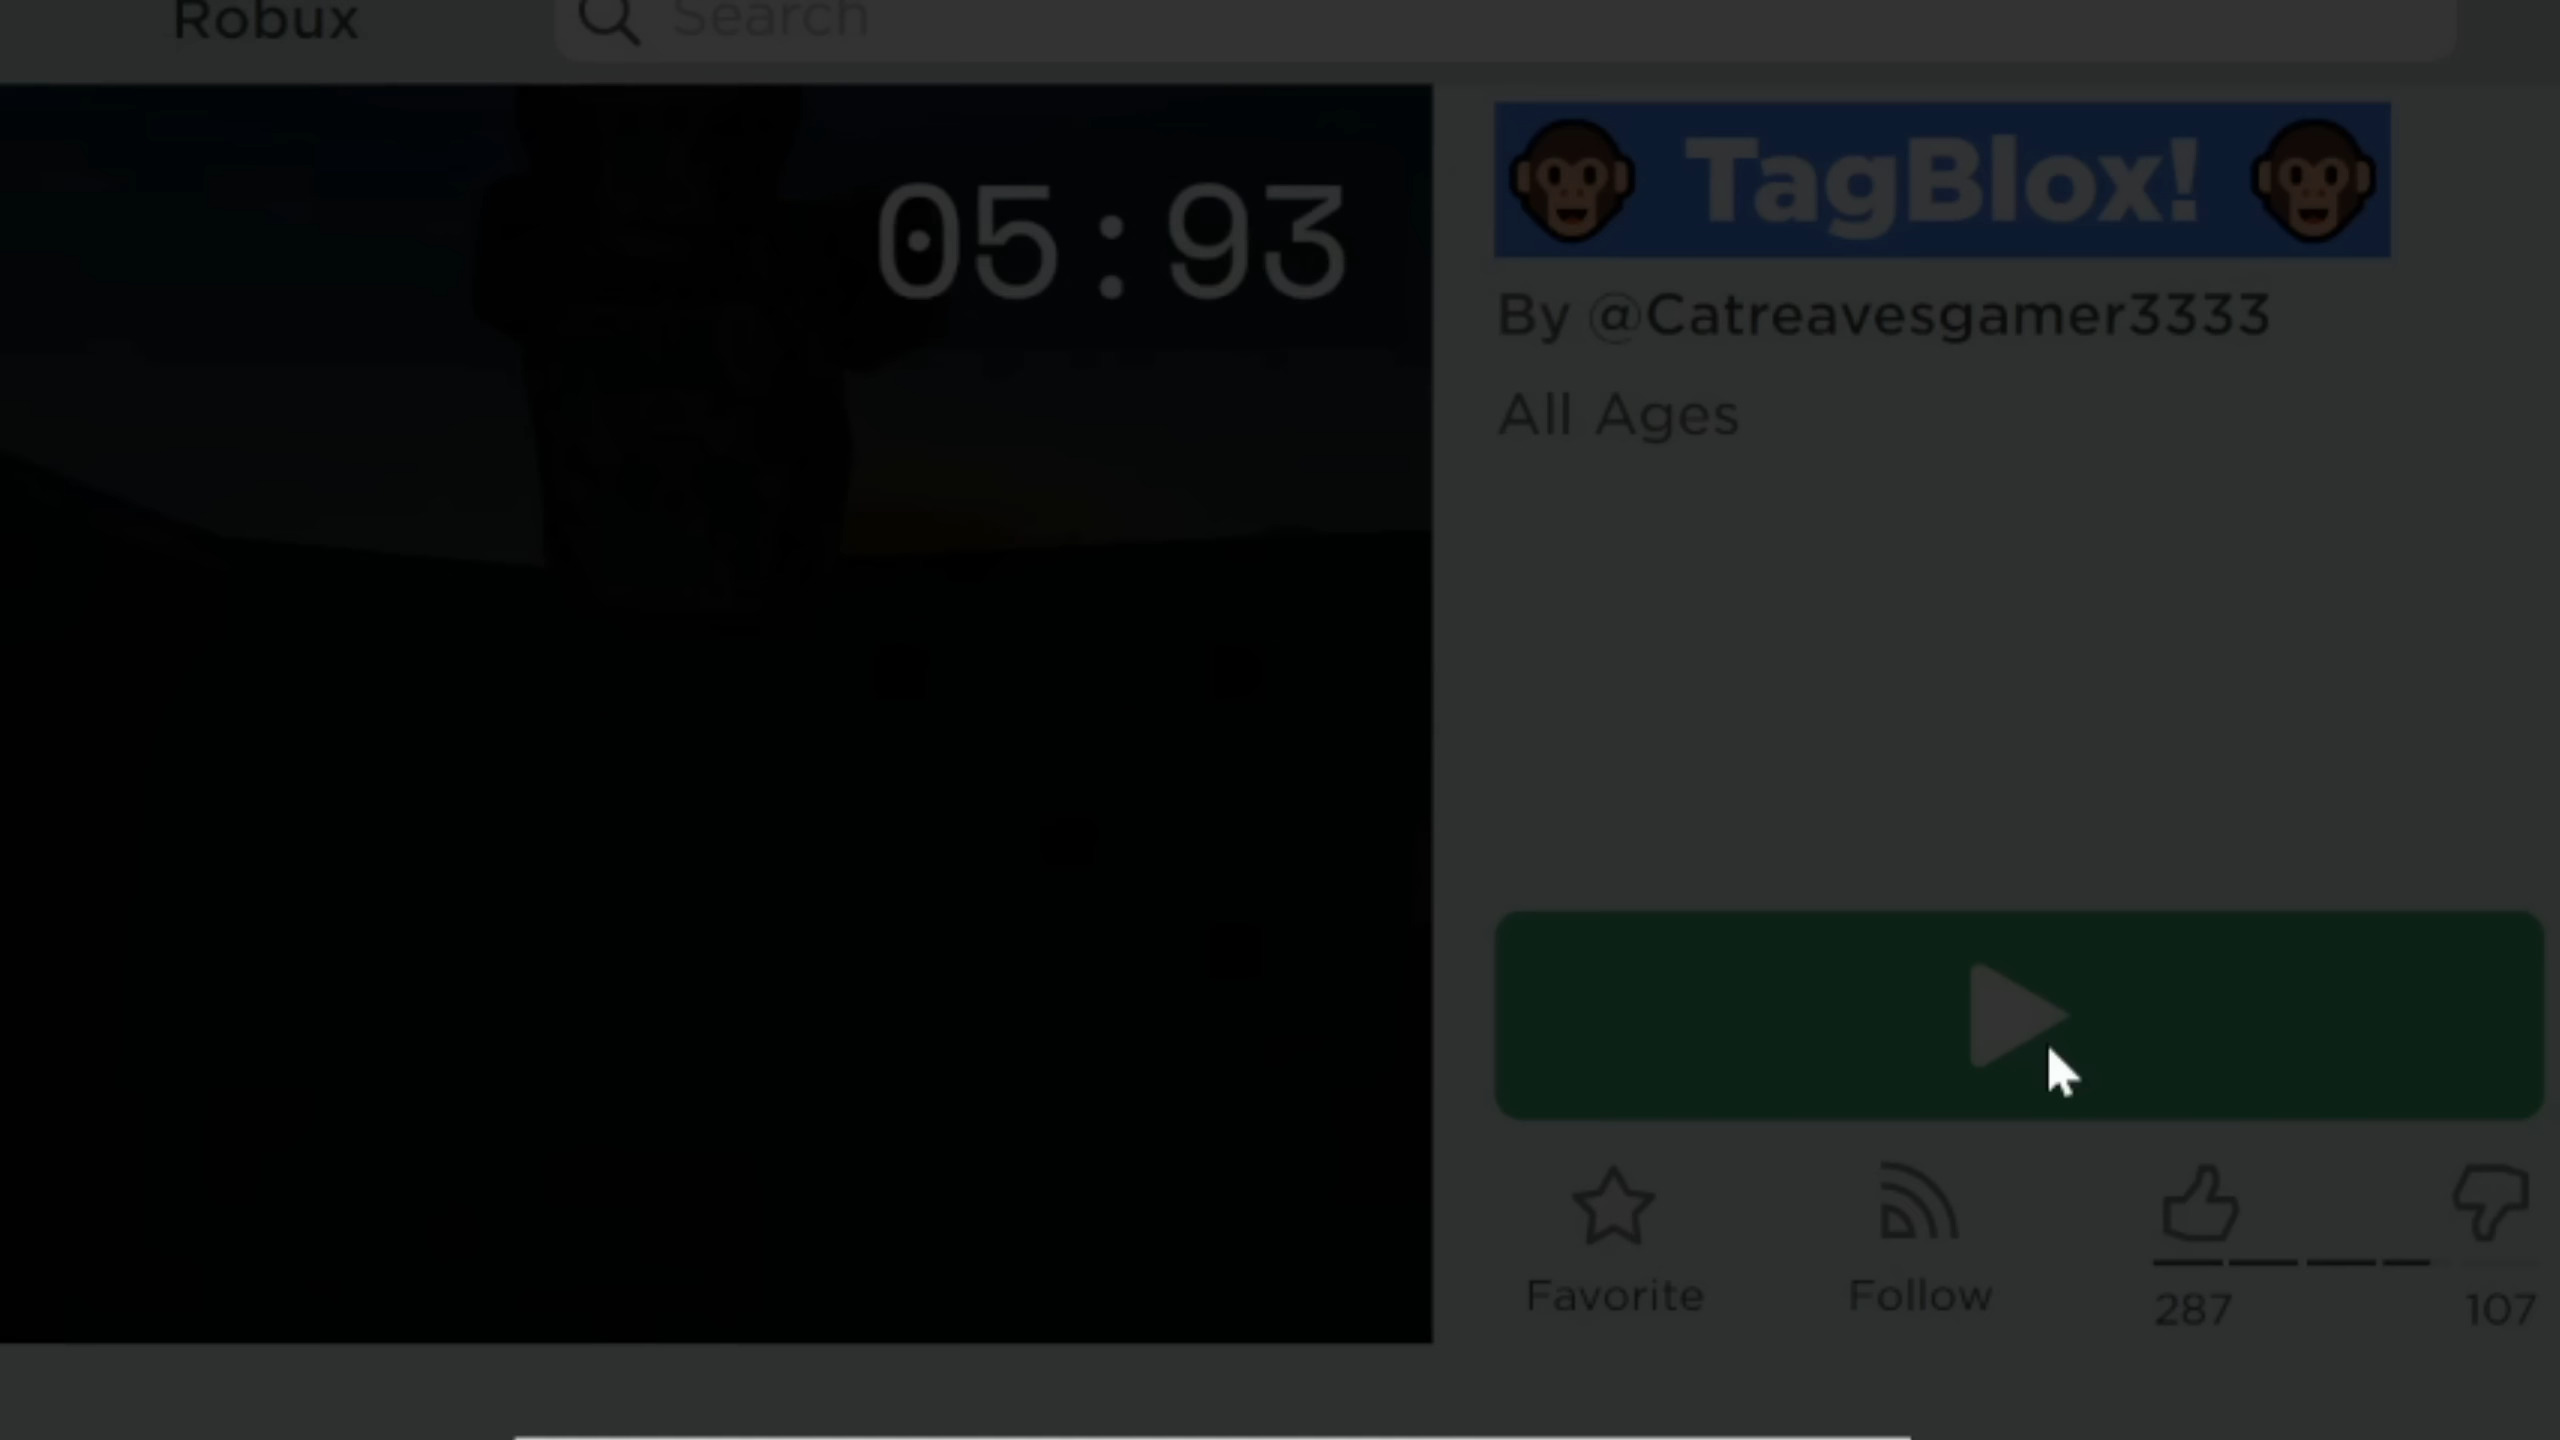 Robux
Search
05:93
🐵 TagBlox! 🐵
By @Catreavesgamer3333
All Ages
Favorite
Follow
287
107